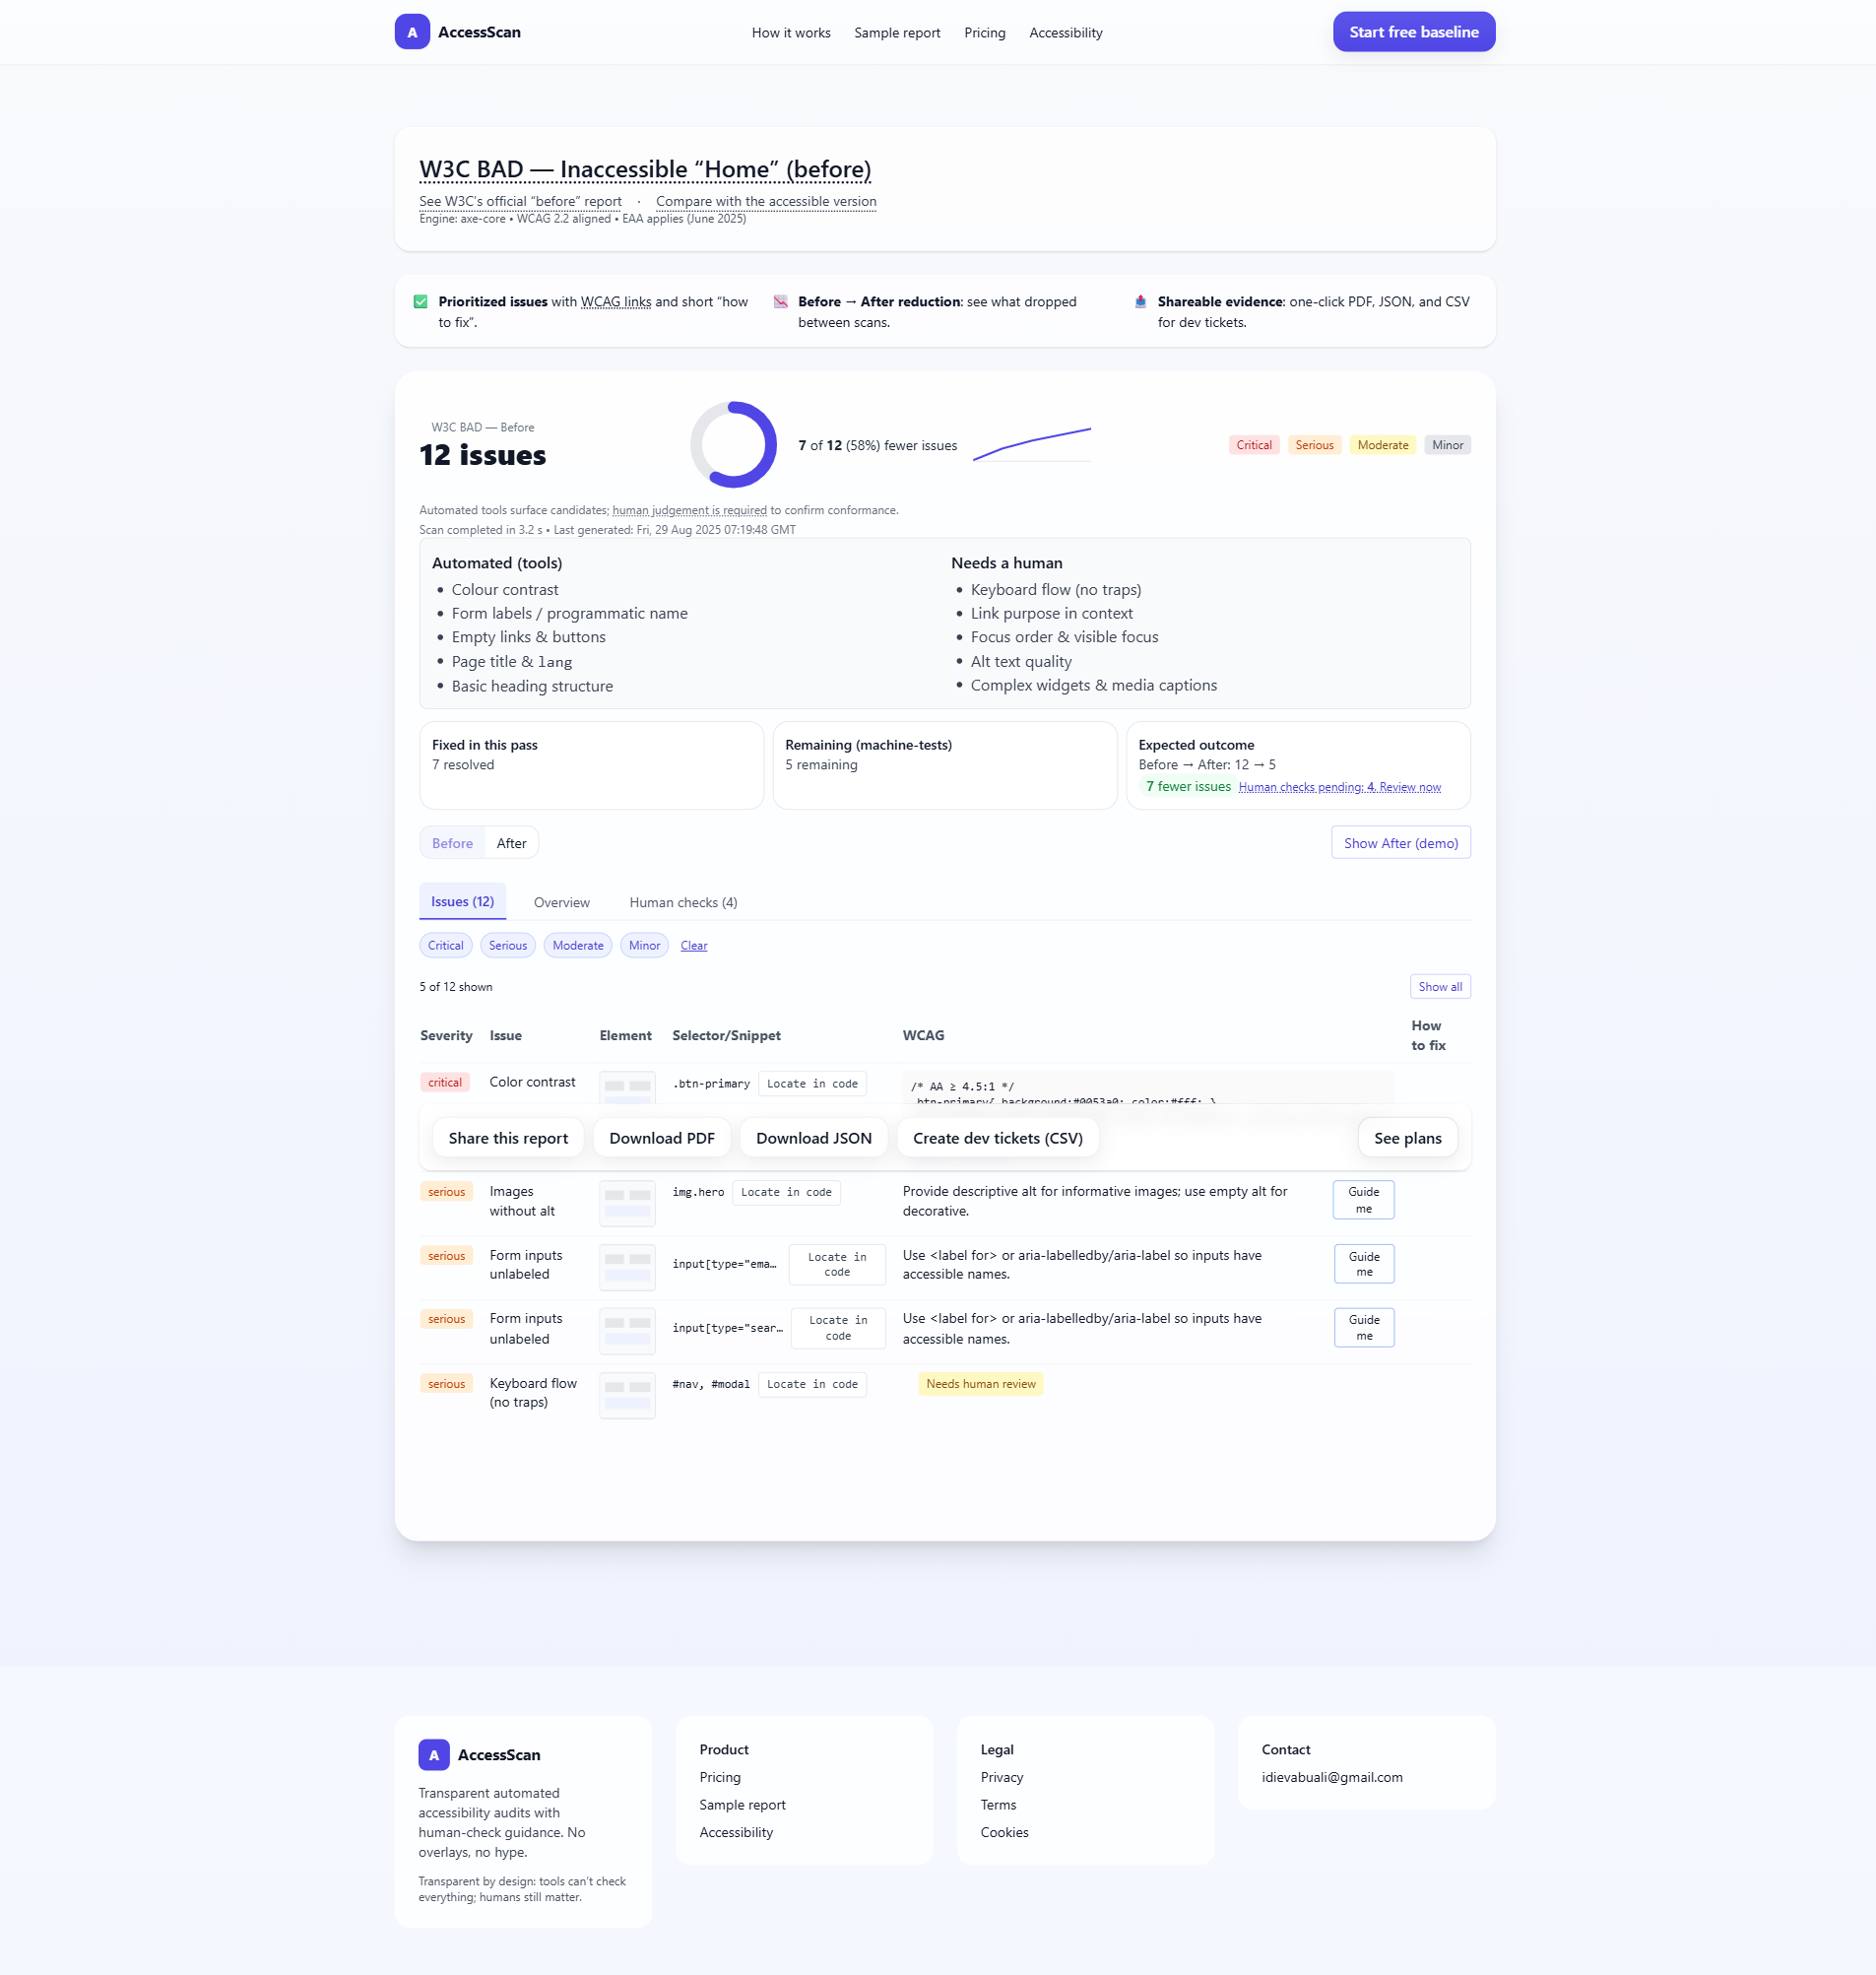 A AccessScan
How it works
Sample report
Pricing
Accessibility
Start free baseline
W3C BAD — Inaccessible “Home” (before)
See W3C’s official “before” report · Compare with the accessible version
Engine: axe-core • WCAG 2.2 aligned • EAA applies (June 2025)
Prioritized issues with WCAG links and short “how
to fix”.
Before → After reduction: see what dropped
between scans.
Shareable evidence: one-click PDF, JSON, and CSV
for dev tickets.
W3C BAD — Before
12 issues
7 of 12 (58%) fewer issues
Critical
Serious
Moderate
Minor
Automated tools surface candidates; human judgement is required to confirm conformance.
Scan completed in 3.2 s • Last generated: Fri, 29 Aug 2025 07:19:48 GMT
Automated (tools)
• Colour contrast
• Form labels / programmatic name
• Empty links & buttons
• Page title & lang
• Basic heading structure
Needs a human
• Keyboard flow (no traps)
• Link purpose in context
• Focus order & visible focus
• Alt text quality
• Complex widgets & media captions
Fixed in this pass
7 resolved
Remaining (machine-tests)
5 remaining
Expected outcome
Before → After: 12 → 5
7 fewer issues Human checks pending: 4. Review now
Before
After
Show After (demo)
Issues (12)
Overview
Human checks (4)
Critical
Serious
Moderate
Minor
Clear
5 of 12 shown
Show all
Severity
Issue
Element
Selector/Snippet
WCAG
How
to fix
critical
Color contrast
.btn-primary
Locate in code
/* AA ≥ 4.5:1 */
.btn-primary{ background:#0053a0; color:#fff; }
Share this report
Download PDF
Download JSON
Create dev tickets (CSV)
See plans
serious
Images
without alt
img.hero
Locate in code
Provide descriptive alt for informative images; use empty alt for
decorative.
Guide
me
serious
Form inputs
unlabeled
input[type="ema…
Locate in
code
Use <label for> or aria-labelledby/aria-label so inputs have
accessible names.
Guide
me
serious
Form inputs
unlabeled
input[type="sear…
Locate in
code
Use <label for> or aria-labelledby/aria-label so inputs have
accessible names.
Guide
me
serious
Keyboard flow
(no traps)
#nav, #modal
Locate in code
Needs human review
A AccessScan
Transparent automated
accessibility audits with
human-check guidance. No
overlays, no hype.
Transparent by design: tools can’t check
everything; humans still matter.
Product
Pricing
Sample report
Accessibility
Legal
Privacy
Terms
Cookies
Contact
idievabuali@gmail.com